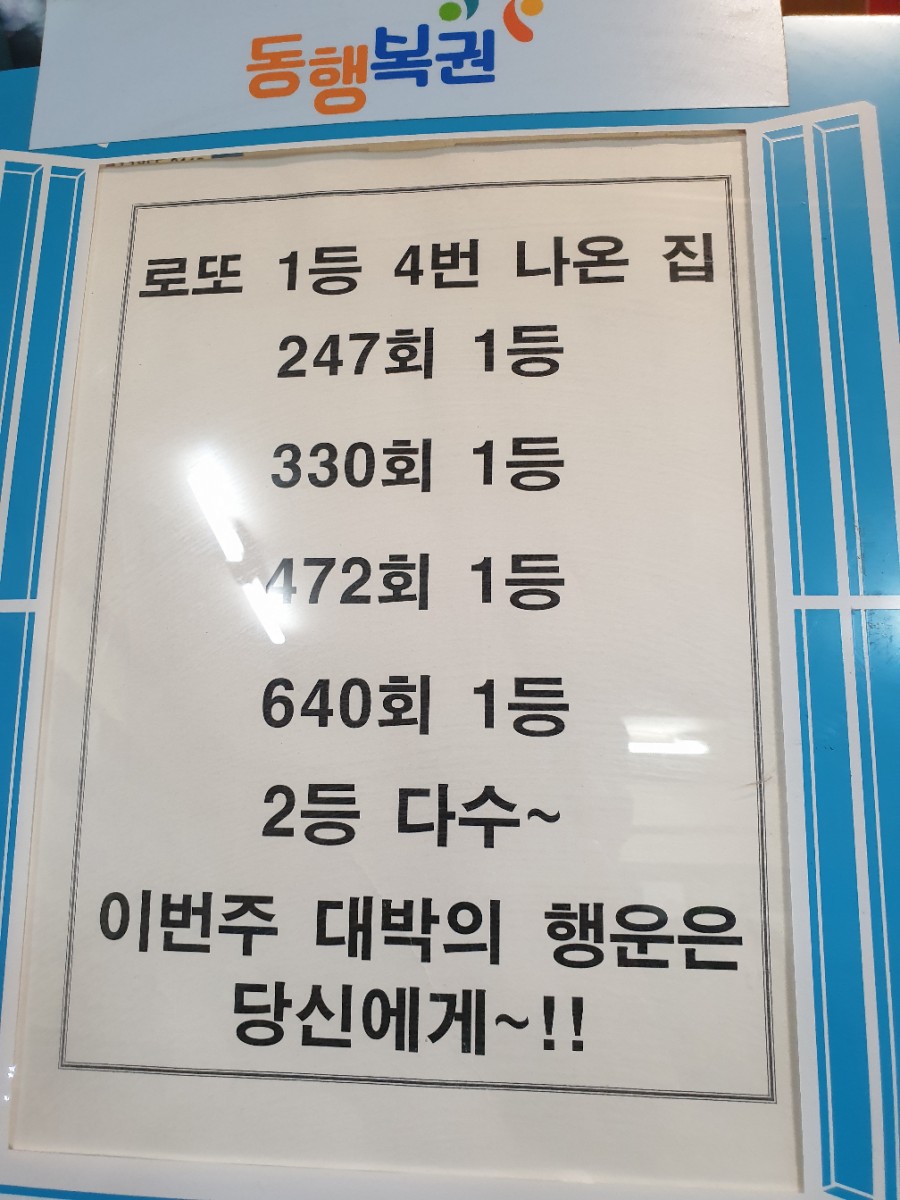 동행복권
로또 1등 4번 나온 집
247회 1등
330회 1등
472회 1등
640회 1등
2등 다수~
이번주 대박의 행운은
당신에게~!!